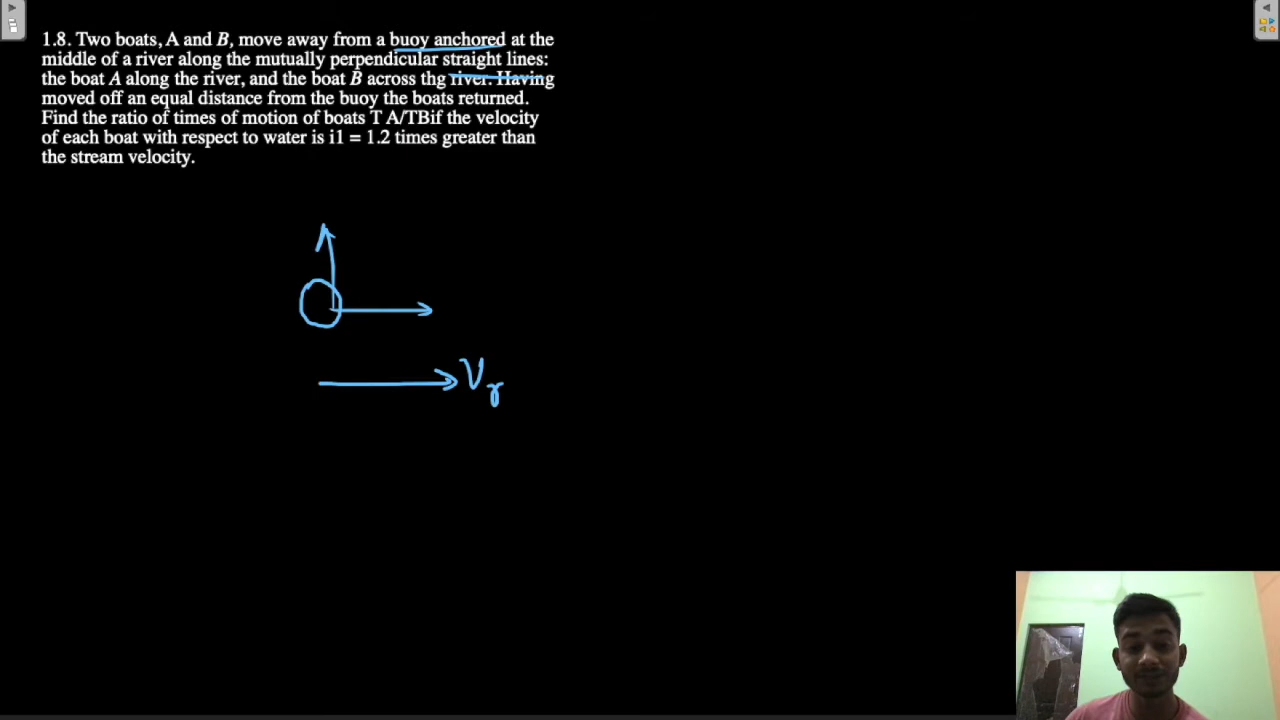 1.8. Two boats, A and B, move away from a buoy anchored at the
middle of a river along the mutually perpendicular straight lines:
the boat A along the river, and the boat B across thg river. Having
moved off an equal distance from the buoy the boats returned.
Find the ratio of times of motion of boats T A/TBif the velocity
of each boat with respect to water is i1 = 1.2 times greater than
the stream velocity.
Vr